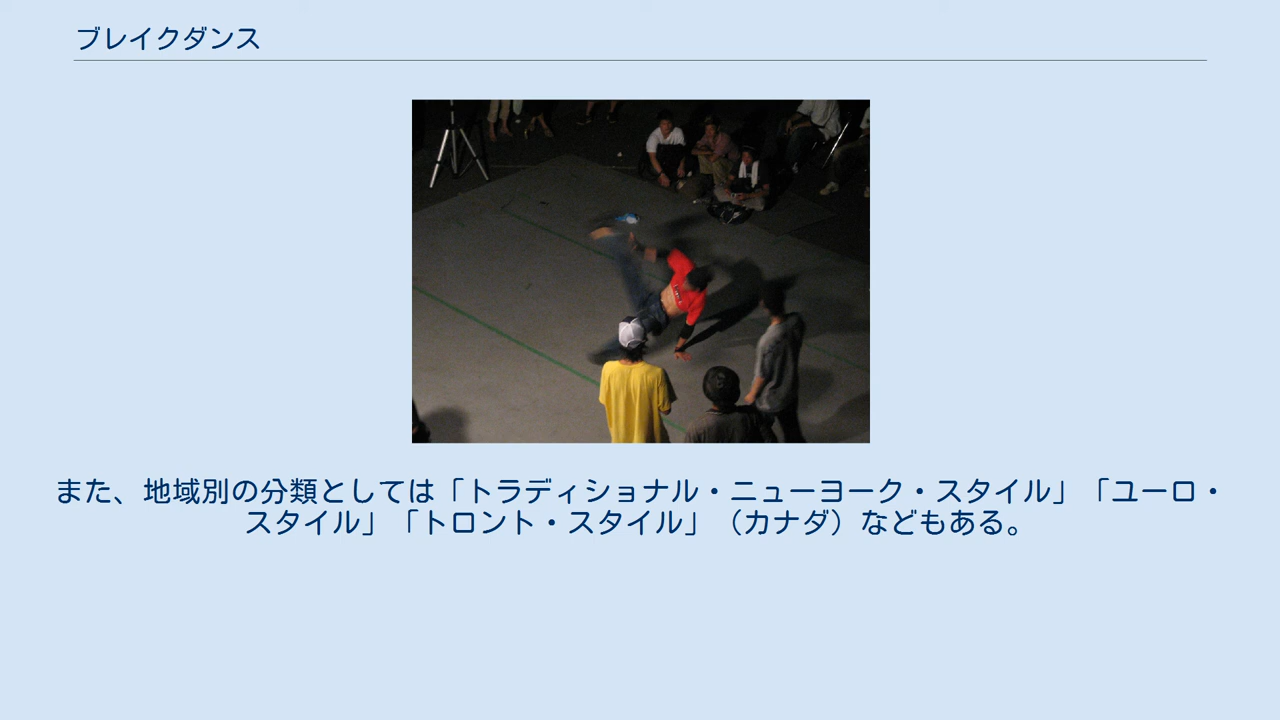 ブレイクダンス
また、地域別の分類としては「トラディショナル・ニューヨーク・スタイル」「ユーロ・
スタイル」「トロント・スタイル」（カナダ）などもある。